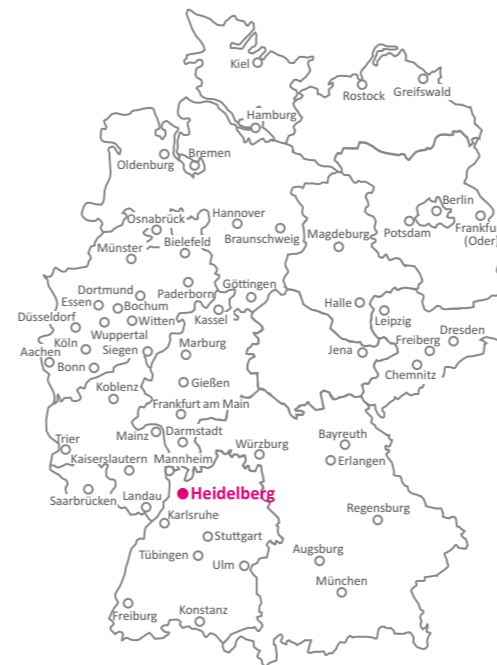 Kiel
Rostock
Greifswald
Hamburg
Oldenburg
Bremen
Berlin
Osnabrück
Hannover
Potsdam
Frankfur
(Oder)
Braunschweig
Münster
Bielefeld
Magdeburg
Dortmund
Paderborn
Göttingen
Essen
Bochum
Halle
Düsseldorf
Witten
Kassel
Leipzig
Wuppertal
Dresden
Köln
Siegen
Marburg
Jena
Freiberg
Aachen
Bonn
Chemnitz
Koblenz
Gießen
Frankfurt am Main
Trier
Mainz
Darmstadt
Würzburg
Bayreuth
Kaiserslautern
Mannheim
Erlangen
Saarbrücken
Landau
Heidelberg
Karlsruhe
Regensburg
Stuttgart
Tübingen
Ulm
Augsburg
München
Freiburg
Konstanz